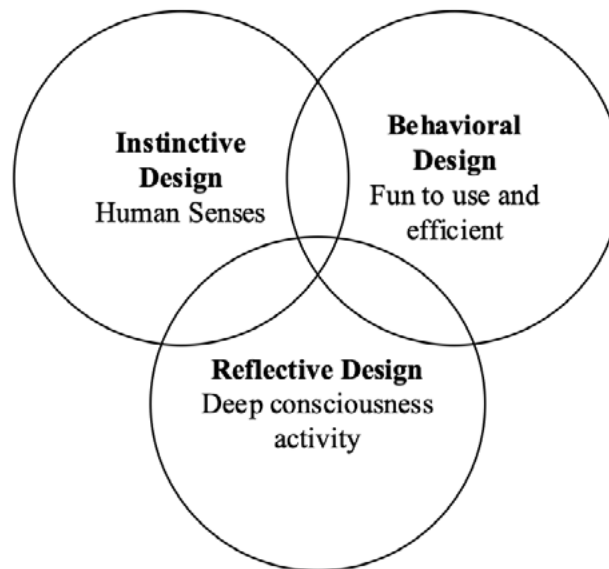 Instinctive
Design
Human Senses
Behavioral
Design
Fun to use and
efficient
Reflective Design
Deep consciousness
activity